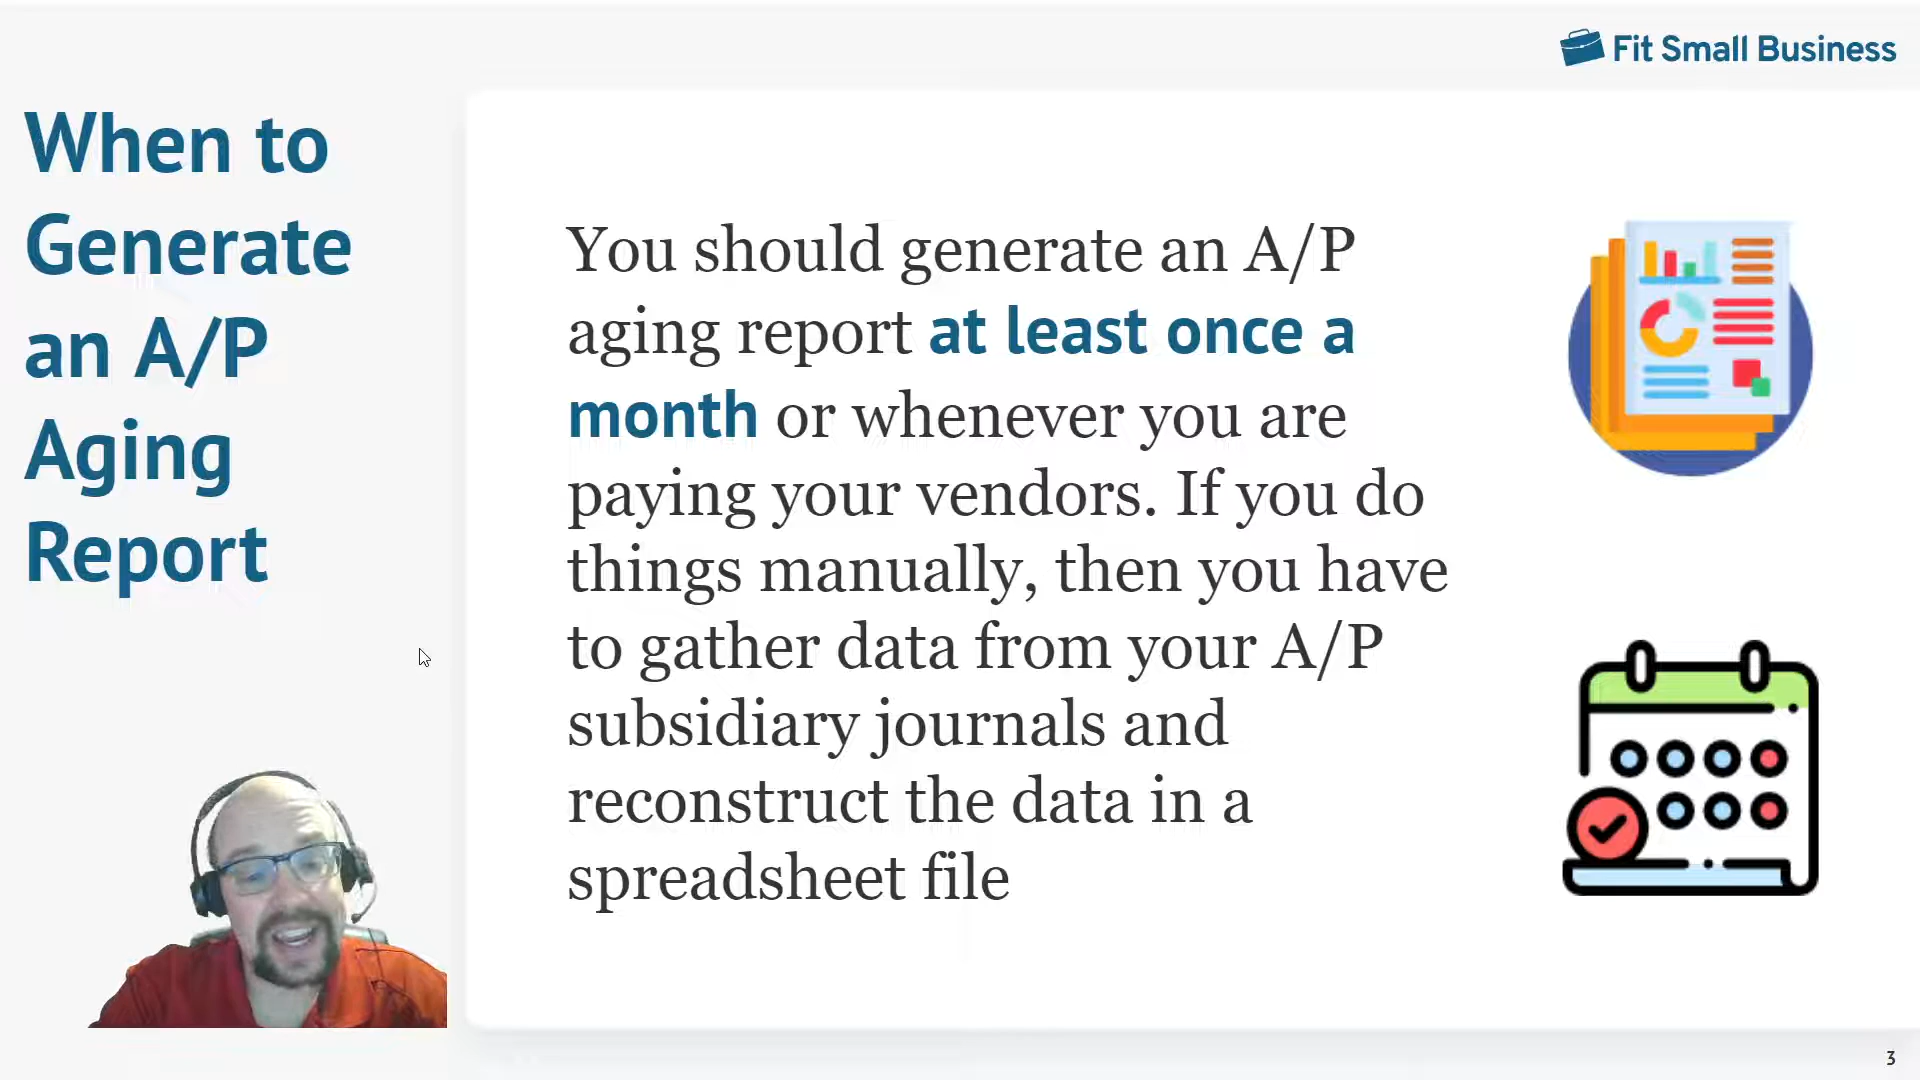 Fit Small Business
When to
Generate
an A/P
Aging
Report
You should generate an A/P
aging report at least once a
month or whenever you are
paying your vendors. If you do
things manually, then you have
to gather data from your A/P
subsidiary journals and
reconstruct the data in a
spreadsheet file
3